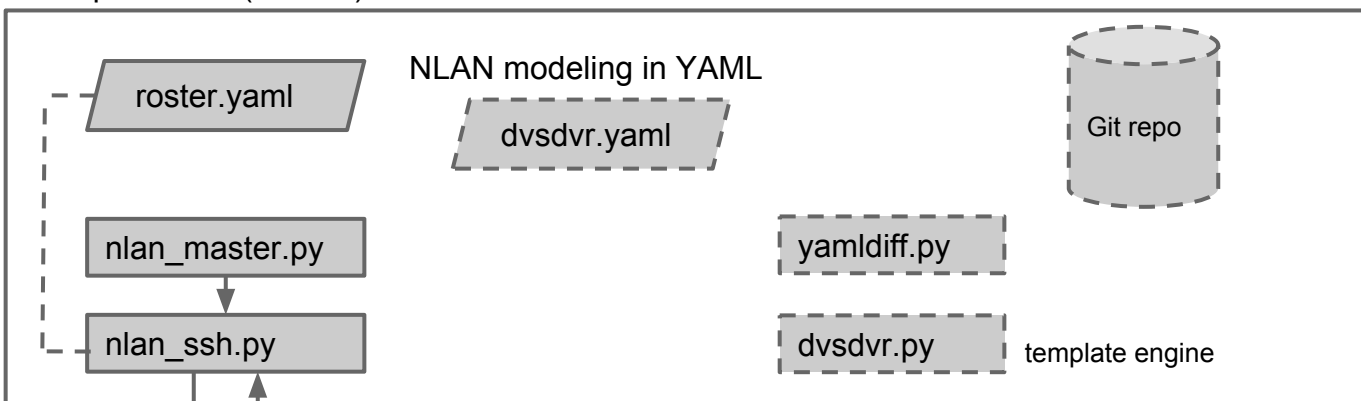 roster.yaml
NLAN modeling in YAML
dvsdvr.yaml
Git repo
nlan_master.py
yamldiff.py
nlan_ssh.py
dvsdvr.py
template engine